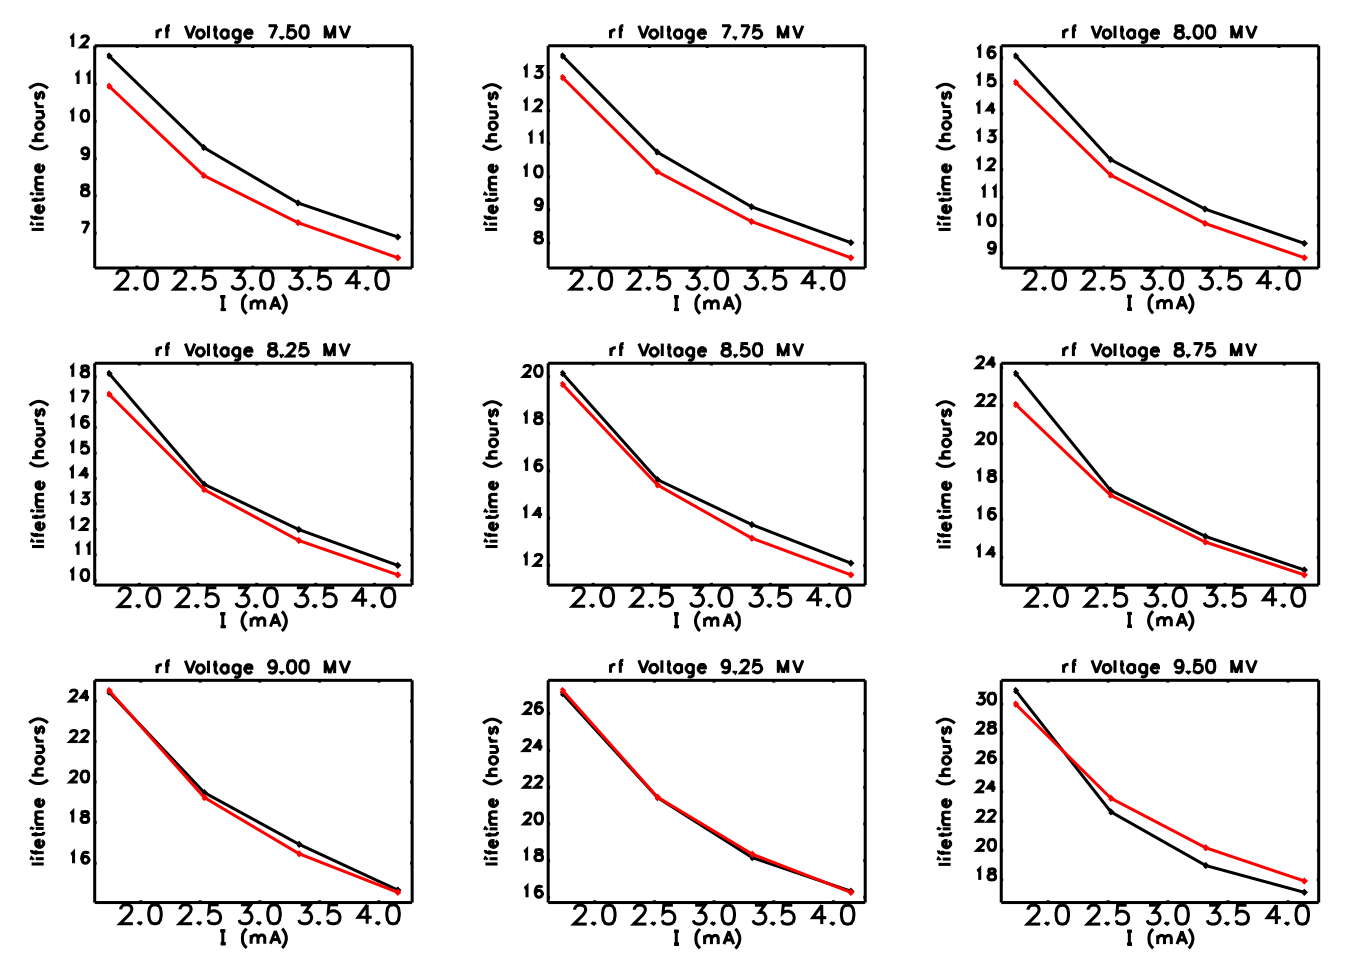 rf Voltage 7.50 MV
lifetime (hours)
12
11
10
9
8
7
2.0 2.5 3.0 3.5 4.0
I (mA)
rf Voltage 7.75 MV
lifetime (hours)
13
12
11
10
9
8
2.0 2.5 3.0 3.5 4.0
I (mA)
rf Voltage 8.00 MV
lifetime (hours)
16
15
14
13
12
11
10
9
2.0 2.5 3.0 3.5 4.0
I (mA)
rf Voltage 8.25 MV
lifetime (hours)
18
17
16
15
14
13
12
11
10
2.0 2.5 3.0 3.5 4.0
I (mA)
rf Voltage 8.50 MV
lifetime (hours)
20
18
16
14
12
2.0 2.5 3.0 3.5 4.0
I (mA)
rf Voltage 8.75 MV
lifetime (hours)
24
22
20
18
16
14
2.0 2.5 3.0 3.5 4.0
I (mA)
rf Voltage 9.00 MV
lifetime (hours)
24
22
20
18
16
2.0 2.5 3.0 3.5 4.0
I (mA)
rf Voltage 9.25 MV
lifetime (hours)
26
24
22
20
18
16
2.0 2.5 3.0 3.5 4.0
I (mA)
rf Voltage 9.50 MV
lifetime (hours)
30
28
26
24
22
20
18
2.0 2.5 3.0 3.5 4.0
I (mA)